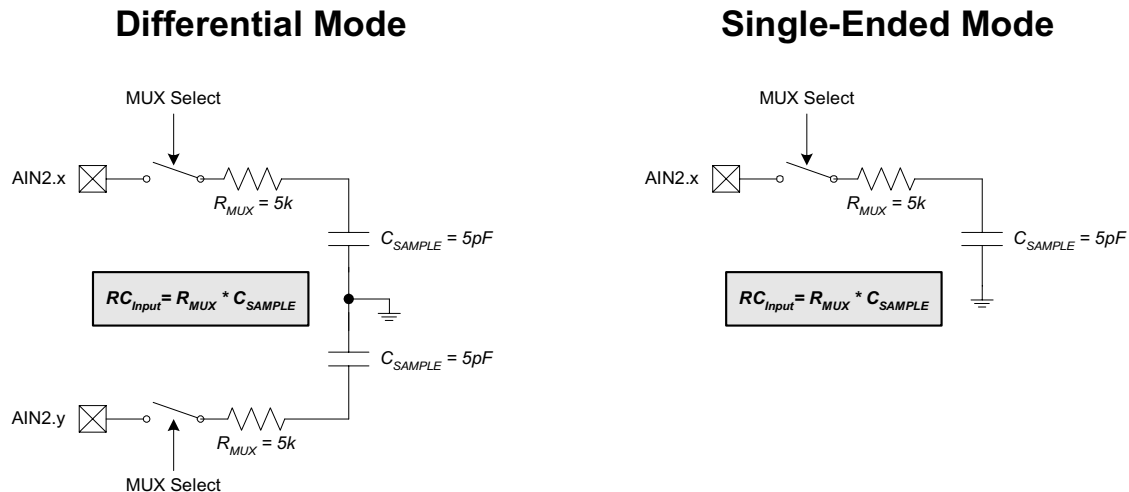 Differential Mode
MUX Select
AIN2.x
R_MUX = 5k
C_SAMPLE = 5pF
RC_Input= R_MUX * C_SAMPLE
C_SAMPLE = 5pF
AIN2.y
R_MUX = 5k
MUX Select
Single-Ended Mode
MUX Select
AIN2.x
R_MUX = 5k
C_SAMPLE = 5pF
RC_Input= R_MUX * C_SAMPLE